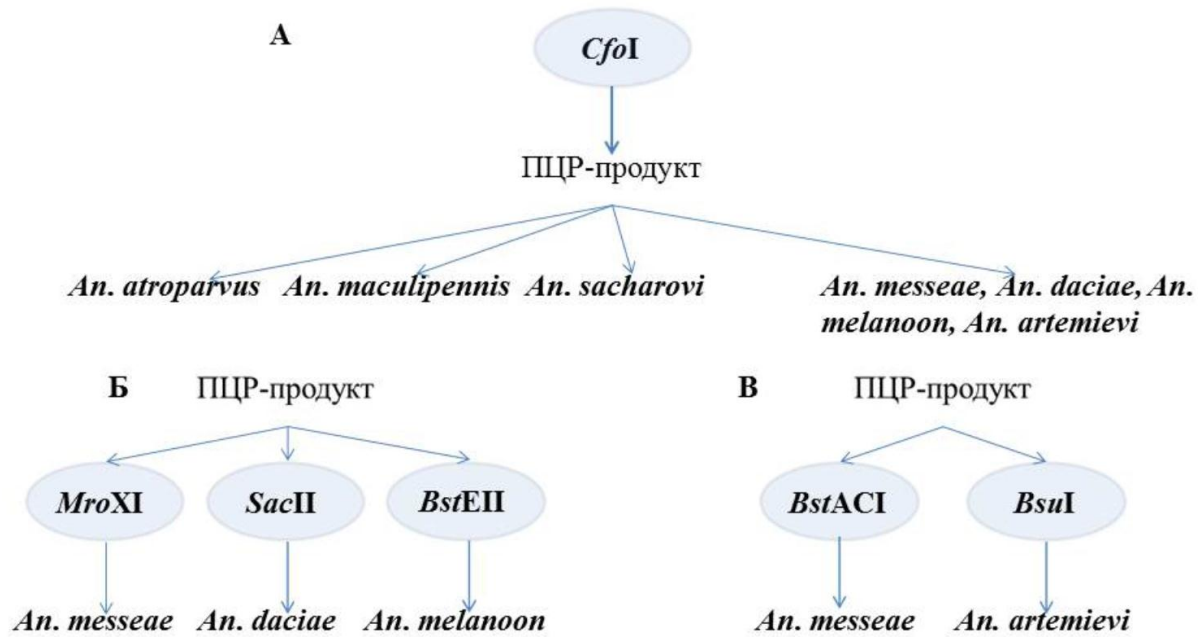 А
CfoI
ПЦР-продукт
An. atroparvus An. maculipennis An. sacharovi
An. messeae, An. daciae, An.
melanoon, An. artemievi
Б ПЦР-продукт
MroXI SacII BstEII
An. messeae An. daciae An. melanoon
В ПЦР-продукт
BstACI BsuI
An. messeae An. artemievi